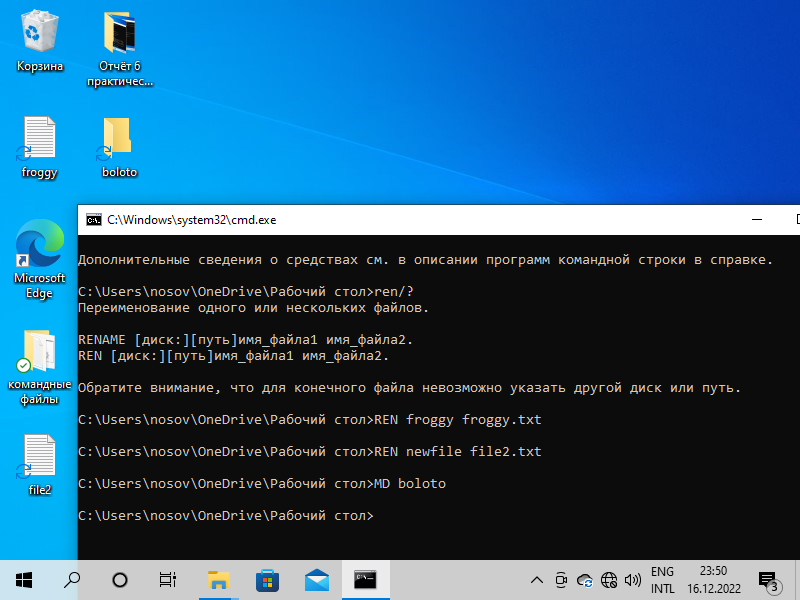 Корзина
Отчёт 6
практичес...
froggy
boloto
Microsoft
Edge
командные
файлы
file2
C:\Windows\system32\cmd.exe
Дополнительные сведения о средствах см. в описании программ командной строки в справке.
C:\Users\nosov\OneDrive\Рабочий стол>ren/?
Переименование одного или нескольких файлов.
RENAME [диск:][путь]имя_файла1 имя_файла2.
REN [диск:][путь]имя_файла1 имя_файла2.
Обратите внимание, что для конечного файла невозможно указать другой диск или путь.
C:\Users\nosov\OneDrive\Рабочий стол>REN froggy froggy.txt
C:\Users\nosov\OneDrive\Рабочий стол>REN newfile file2.txt
C:\Users\nosov\OneDrive\Рабочий стол>MD boloto
C:\Users\nosov\OneDrive\Рабочий стол>
ENG
INTL
23:50
16.12.2022
3